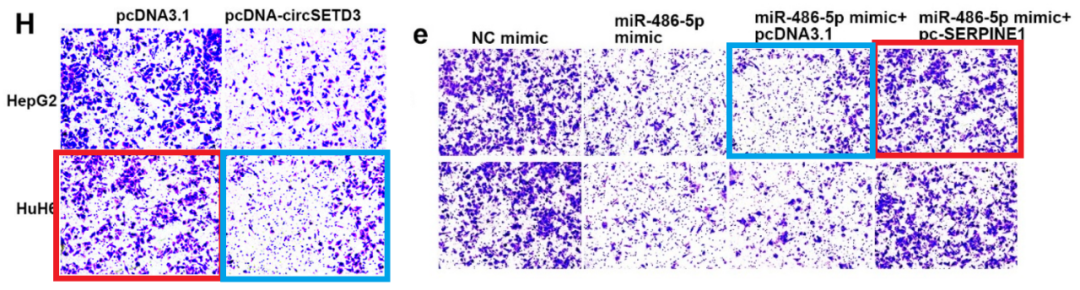 H
pcDNA3.1 pcDNA-circSETD3
HepG2
HuH6
e
NC mimic
miR-486-5p
mimic
miR-486-5p mimic+
pcDNA3.1
miR-486-5p mimic+
pc-SERPINE1